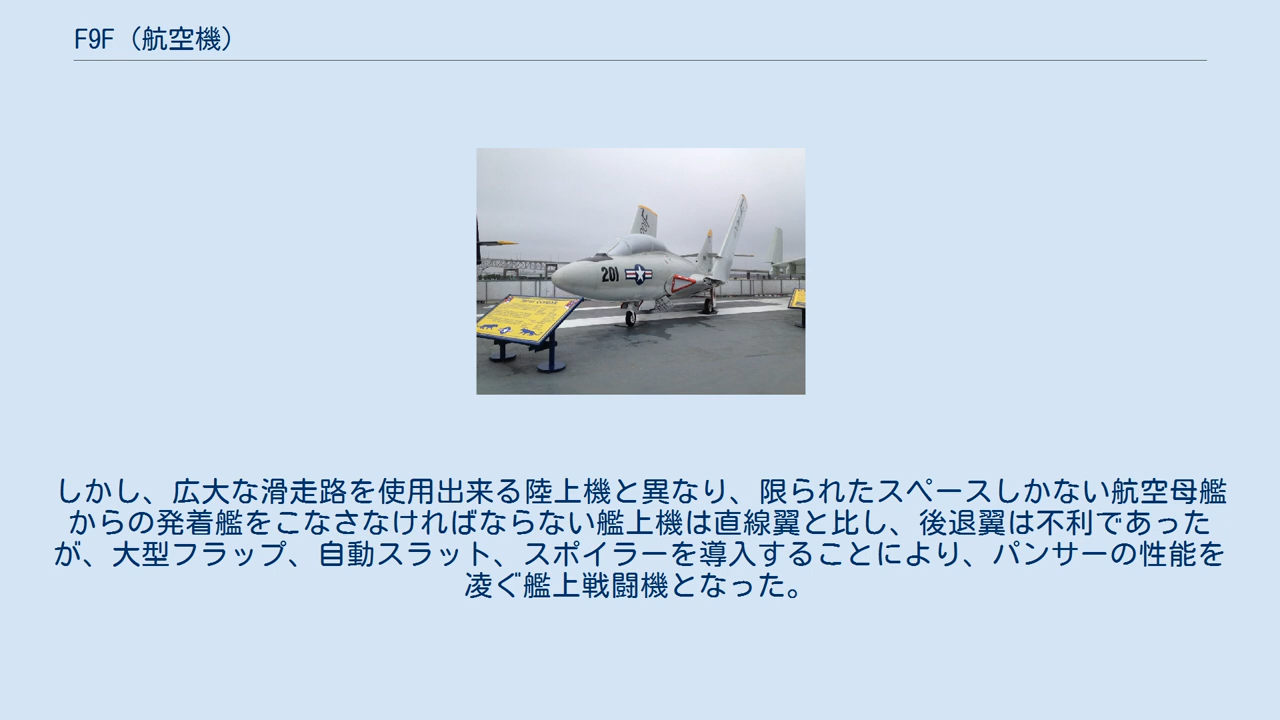 F9F（航空機）
201
しかし、広大な滑走路を使用出来る陸上機と異なり、限られたスペースしかない航空母艦
からの発着艦をこなさなければならない艦上機は直線翼と比し、後退翼は不利であった
が、大型フラップ、自動スラット、スポイラーを導入することにより、パンサーの性能を
凌ぐ艦上戦闘機となった。